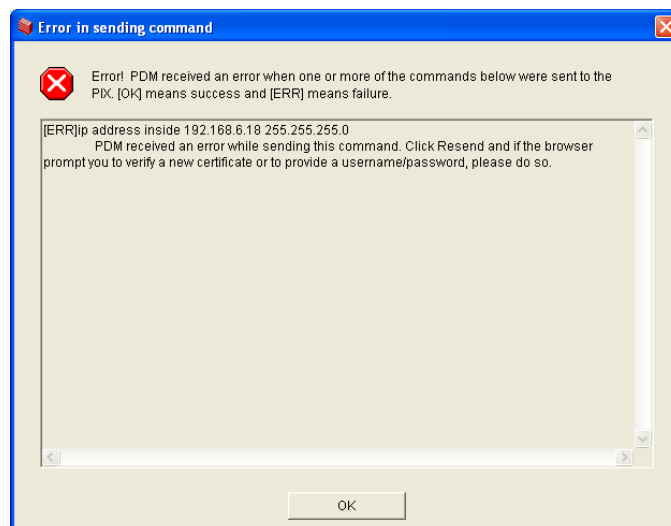 Error in sending command
Error! PDM received an error when one or more of the commands below were sent to the
PIX. [OK] means success and [ERR] means failure.
[ERR]ip address inside 192.168.6.18 255.255.255.0
PDM received an error while sending this command. Click Resend and if the browser
prompt you to verify a new certificate or to provide a username/password, please do so.
OK